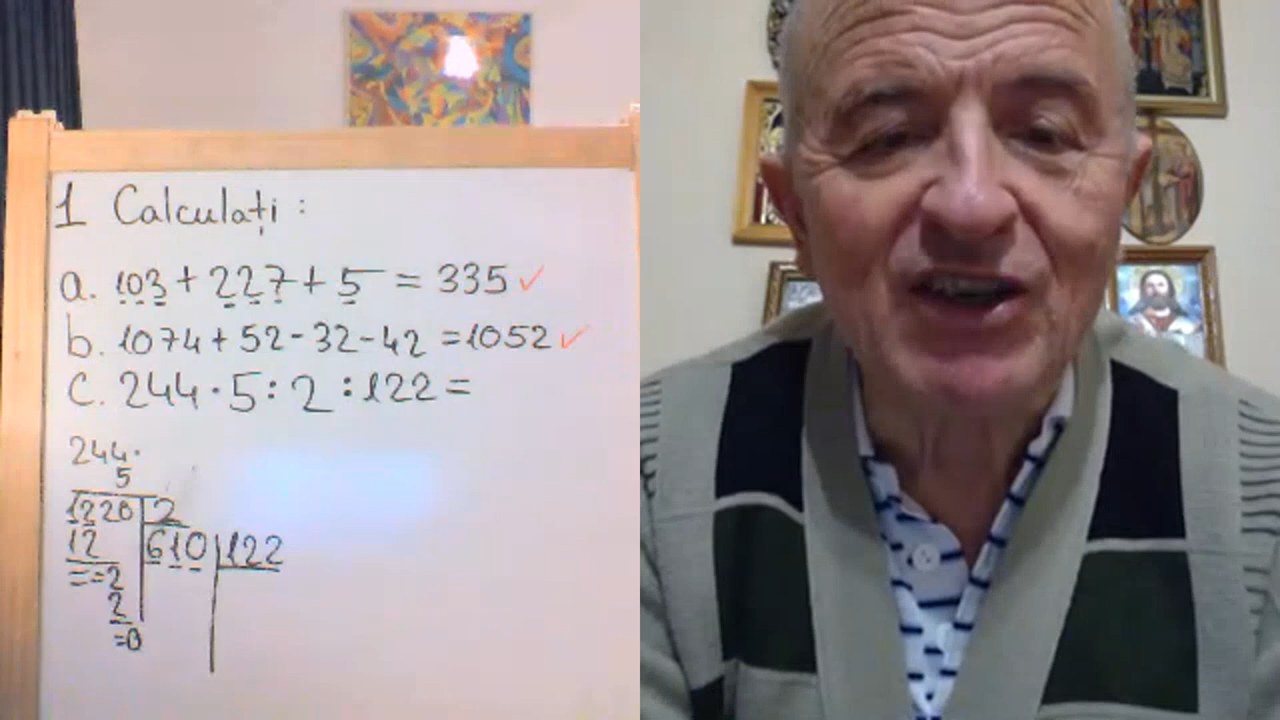 1 Calculați :
a. 103 + 227 + 5 = 335 ✓
b. 1074 + 52 - 32 - 42 = 1052 ✓
c. 244 · 5 : 2 : 122 =
244 ·
5
1220 2
12 610 122
= = 2
2
= 0